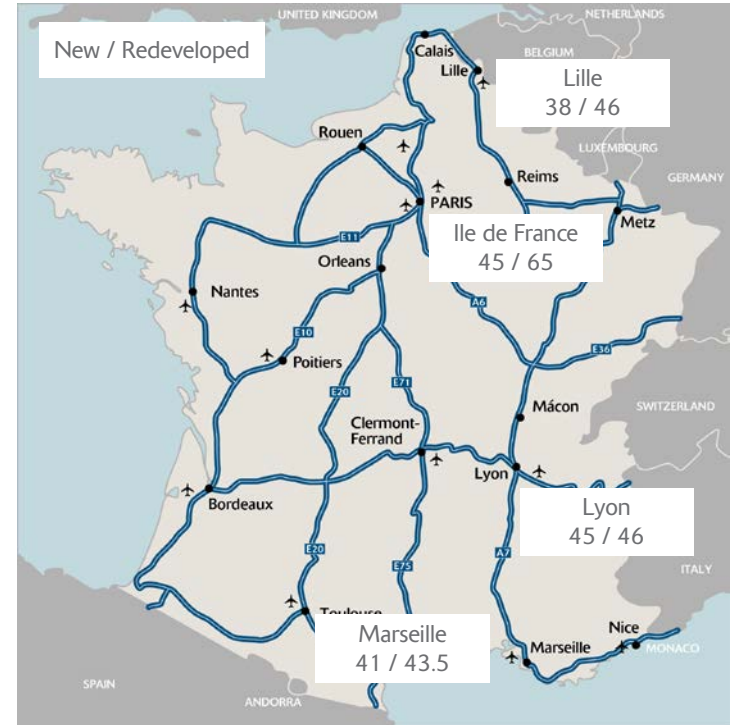 UNITED KINGDOM
NETHERLANDS
New / Redeveloped
Calais
BELGIUM
Lille
Lille
38 / 46
Rouen
LUXEMBOURG
Reims
GERMANY
PARIS
Metz
Ile de France
45 / 65
E11
Orleans
Nantes
A6
E10
E36
Poitiers
E20
E71
Mácon
SWITZERLAND
Clermont-
Ferrand
Lyon
Bordeaux
Lyon
45 / 46
E20
A7
E75
ITALY
Toulouse
Marseille
41 / 43.5
Nice
Marseille
MONACO
SPAIN
ANDORRA